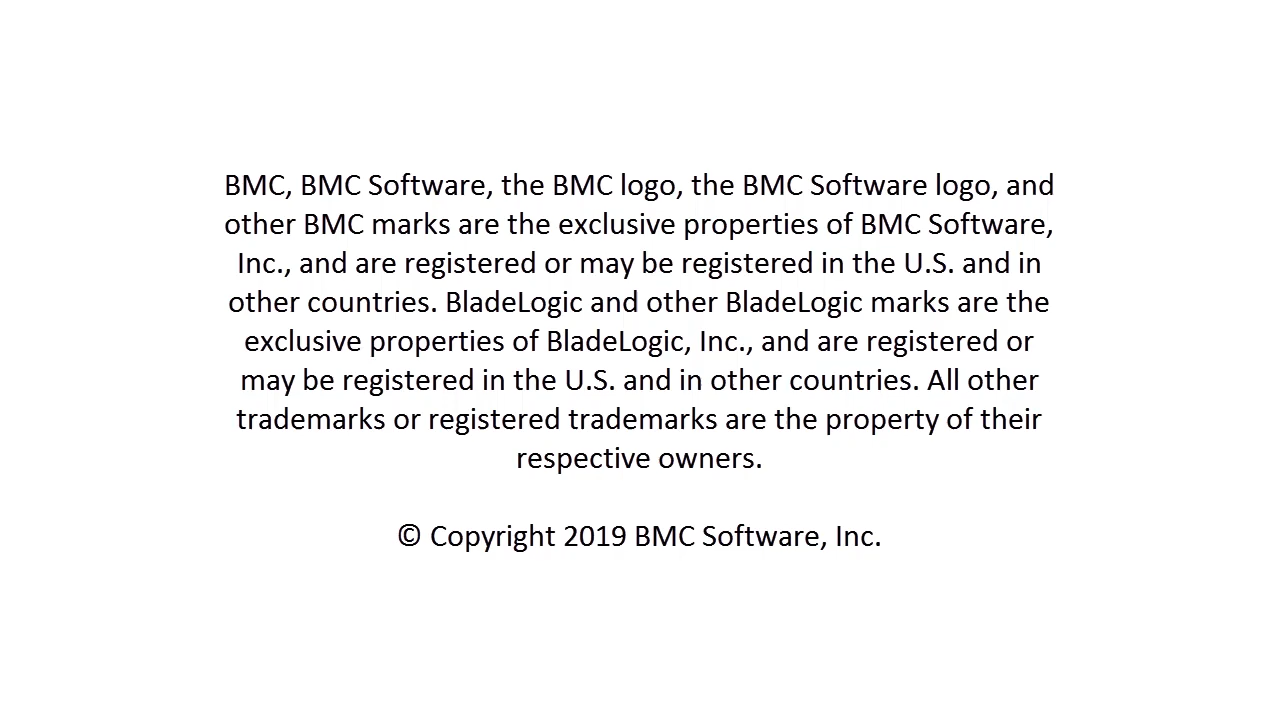 BMC, BMC Software, the BMC logo, the BMC Software logo, and
other BMC marks are the exclusive properties of BMC Software,
Inc., and are registered or may be registered in the U.S. and in
other countries. BladeLogic and other BladeLogic marks are the
exclusive properties of BladeLogic, Inc., and are registered or
may be registered in the U.S. and in other countries. All other
trademarks or registered trademarks are the property of their
respective owners.
© Copyright 2019 BMC Software, Inc.